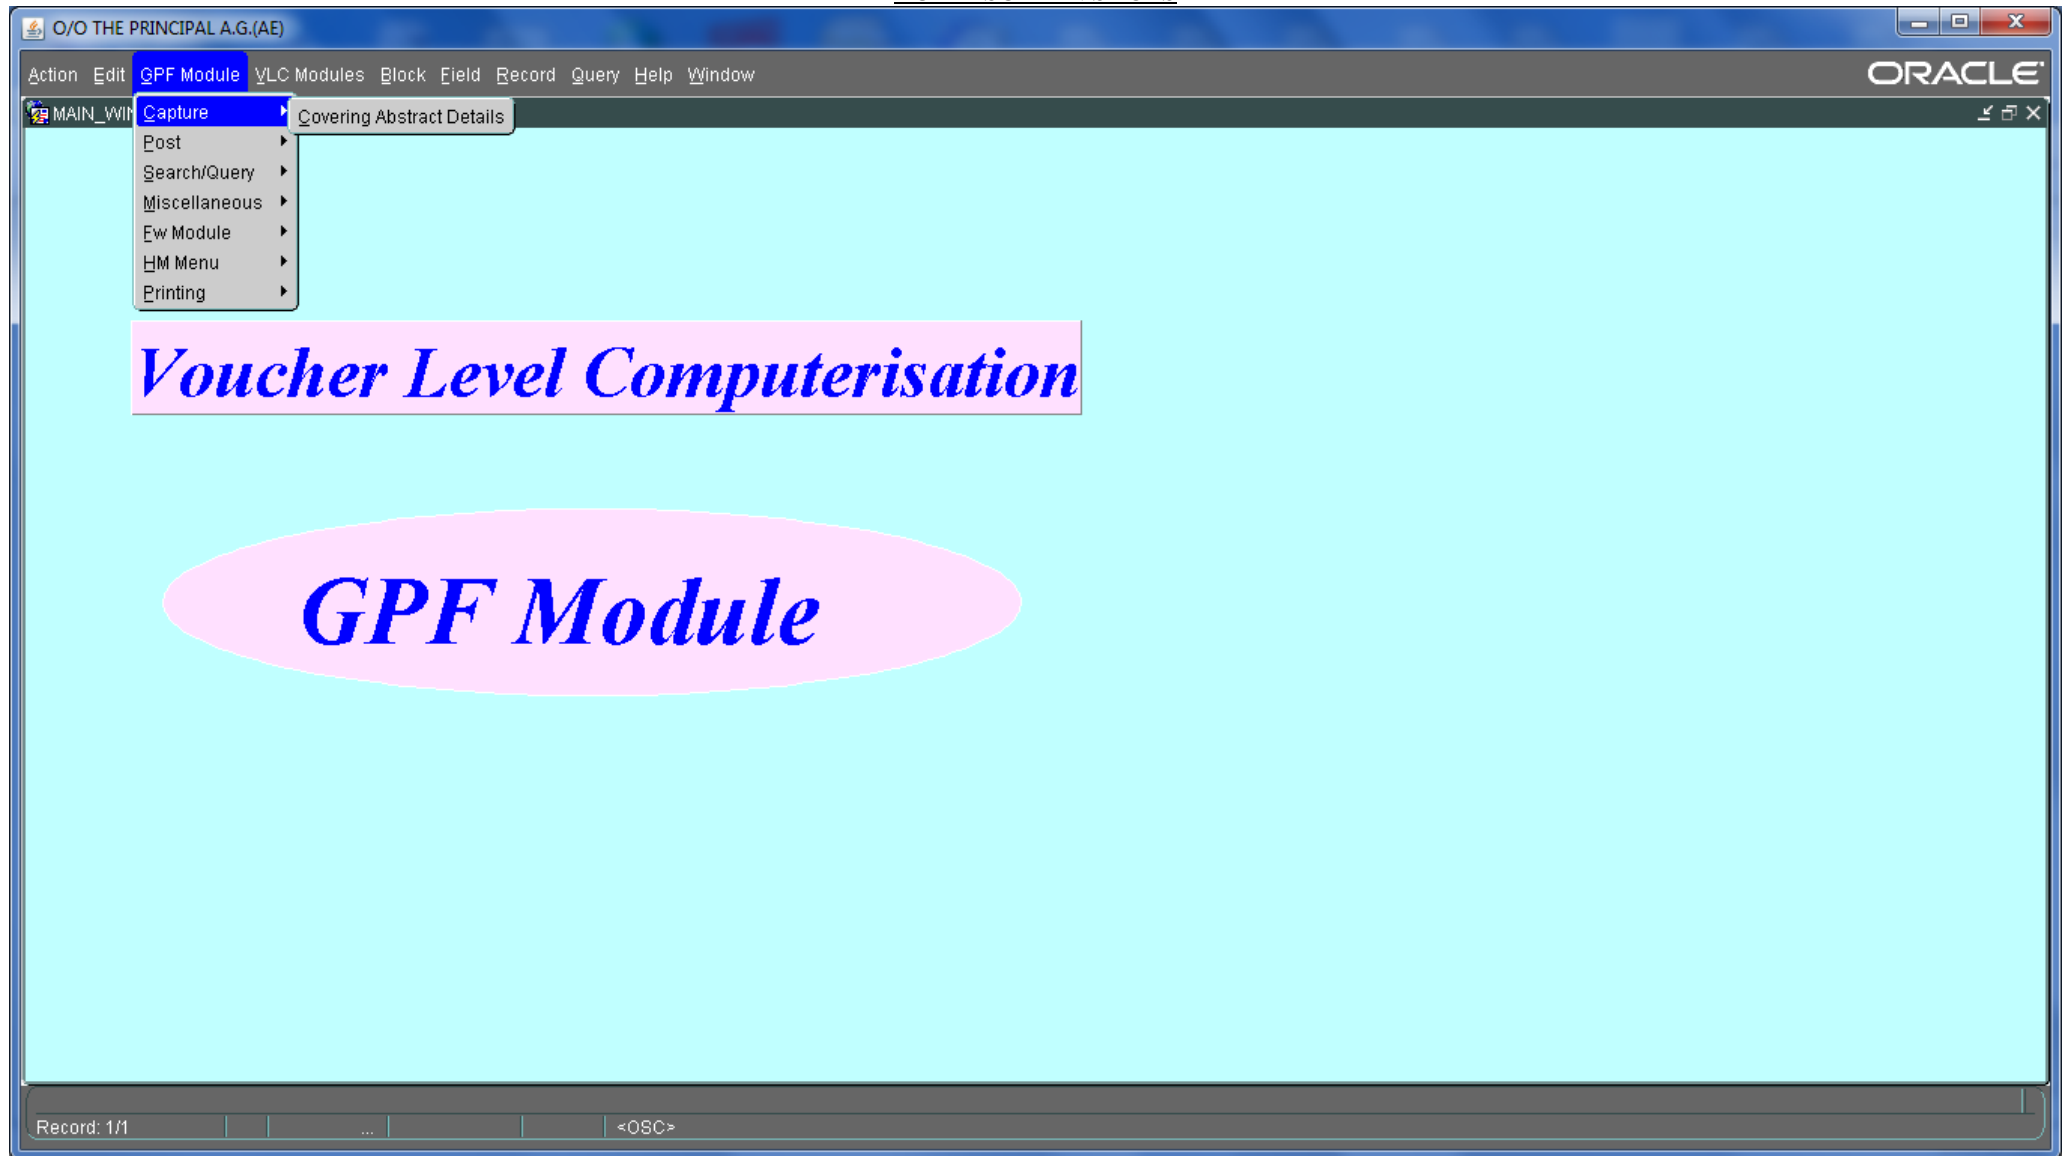 O/O THE PRINCIPAL A.G.(AE)
Action Edit GPF Module VLC Modules Block Field Record Query Help Window
ORACLE
MAIN_WIN
Capture
Covering Abstract Details
Post
Search/Query
Miscellaneous
Fw Module
HM Menu
Printing
Voucher Level Computerisation
GPF Module
Record: 1/1 ... <OSC>